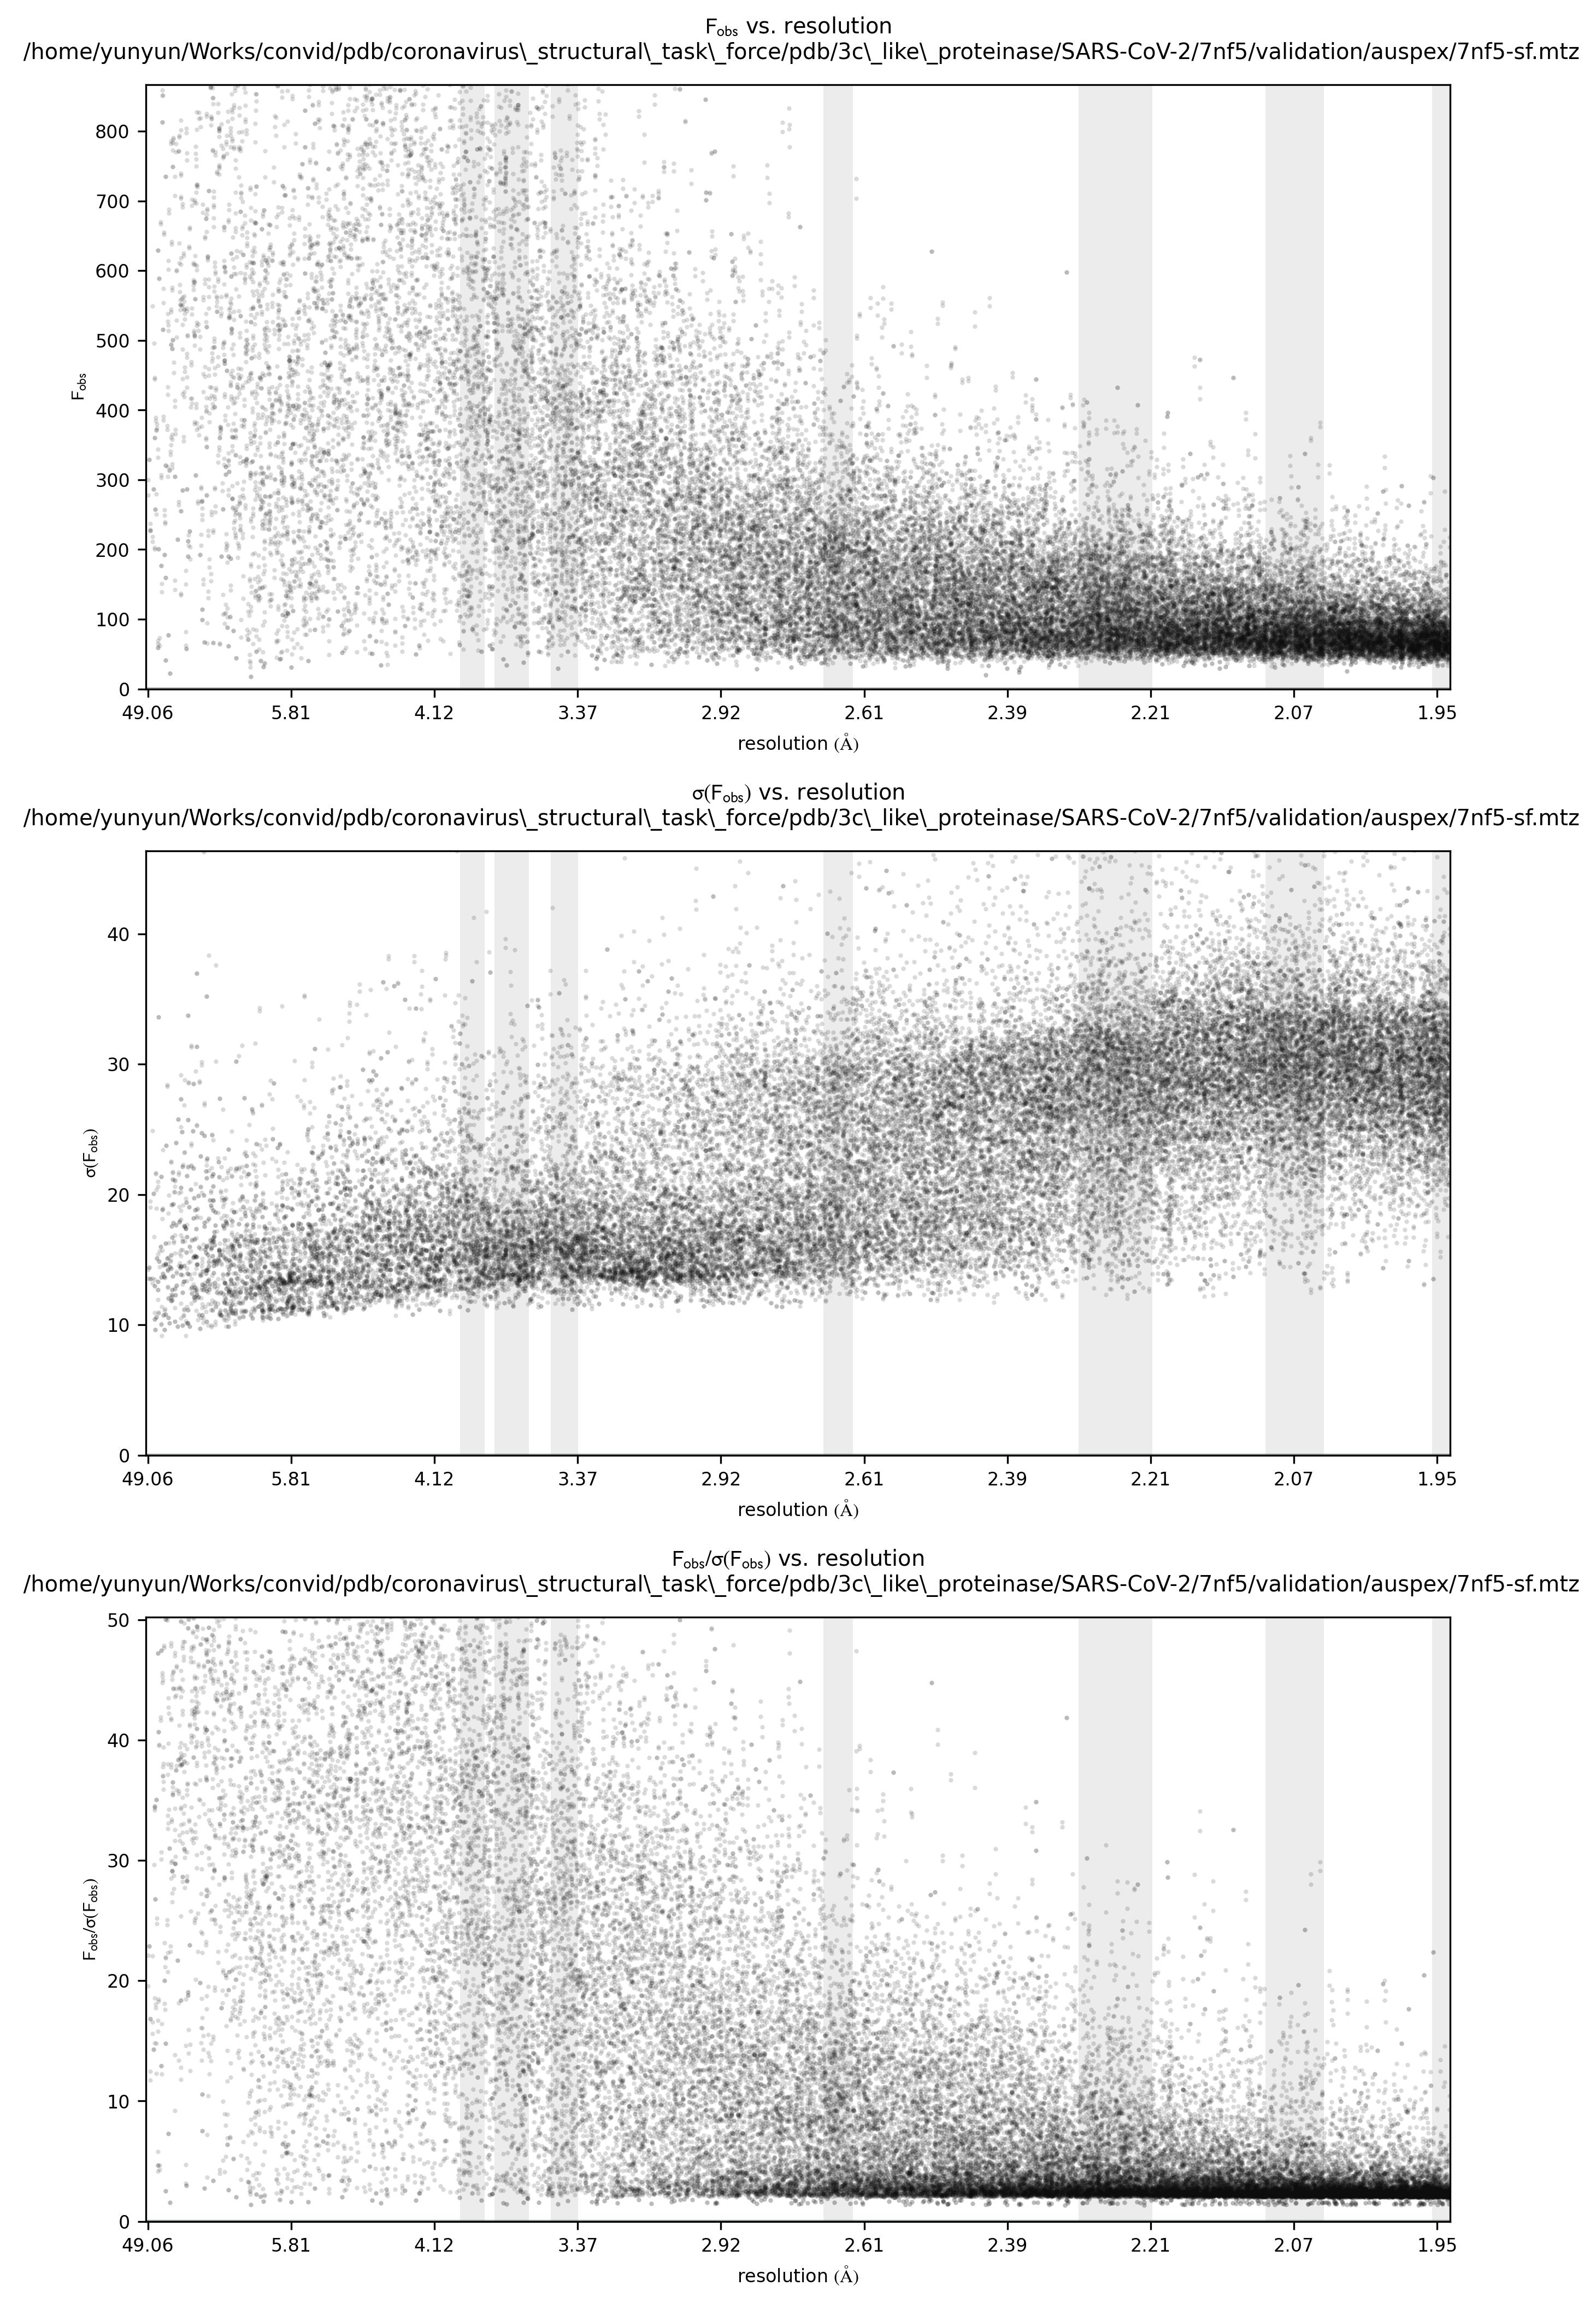 Fobs vs. resolution
/home/yunyun/Works/convid/pdb/coronavirus\_structural\_task\_force/pdb/3c\_like\_proteinase/SARS-CoV-2/7nf5/validation/auspex/7nf5-sf.mtz
800
700
600
500
400
300
200
100
0
Fobs
49.06 5.81 4.12 3.37 2.92 2.61 2.39 2.21 2.07 1.95
resolution (Å)
σ(Fobs) vs. resolution
/home/yunyun/Works/convid/pdb/coronavirus\_structural\_task\_force/pdb/3c\_like\_proteinase/SARS-CoV-2/7nf5/validation/auspex/7nf5-sf.mtz
40
30
20
10
0
σ(Fobs)
49.06 5.81 4.12 3.37 2.92 2.61 2.39 2.21 2.07 1.95
resolution (Å)
Fobs/σ(Fobs) vs. resolution
/home/yunyun/Works/convid/pdb/coronavirus\_structural\_task\_force/pdb/3c\_like\_proteinase/SARS-CoV-2/7nf5/validation/auspex/7nf5-sf.mtz
50
40
30
20
10
0
Fobs/σ(Fobs)
49.06 5.81 4.12 3.37 2.92 2.61 2.39 2.21 2.07 1.95
resolution (Å)